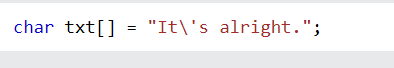 char txt[] = "It\'s alright.";